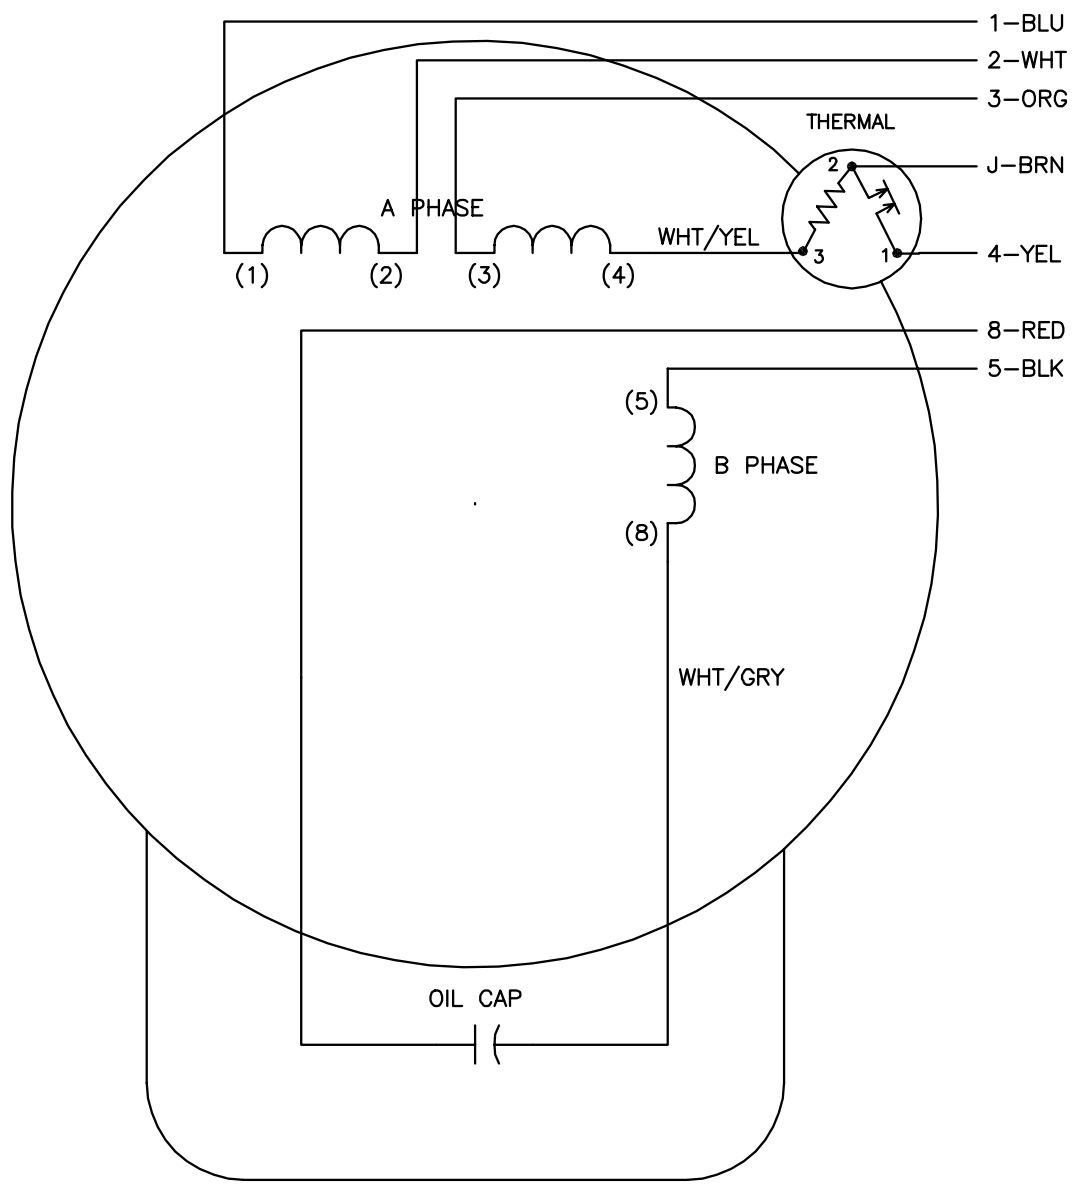 1-BLU
2-WHT
3-ORG
THERMAL
2
J-BRN
A PHASE
WHT/YEL
3
1
4-YEL
(1)
(2)
(3)
(4)
8-RED
5-BLK
(5)
B PHASE
(8)
WHT/GRY
OIL CAP